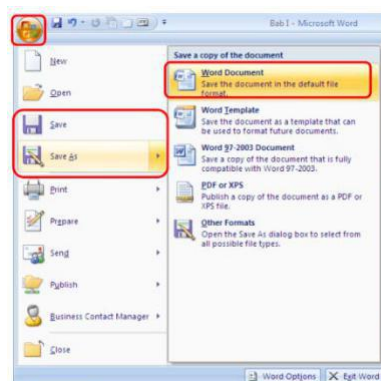 Bab I - Microsoft Word
New
Open
Save
Save As
Print
Prepare
Send
Publish
Business Contact Manager
Close
Save a copy of the document
Word Document
Save the document in the default file
format.
Word Template
Save the document as a template that can
be used to format future documents.
Word 97-2003 Document
Save a copy of the document that is fully
compatible with Word 97-2003.
PDF or XPS
Publish a copy of the document as a PDF or
XPS file.
Other Formats
Open the Save As dialog box to select from
all possible file types.
Word Options
Exit Word